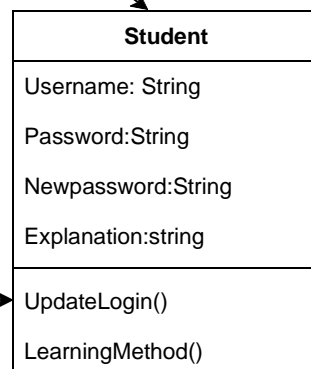 Student
Username: String
Password:String
Newpassword:String
Explanation:string
UpdateLogin()
LearningMethod()